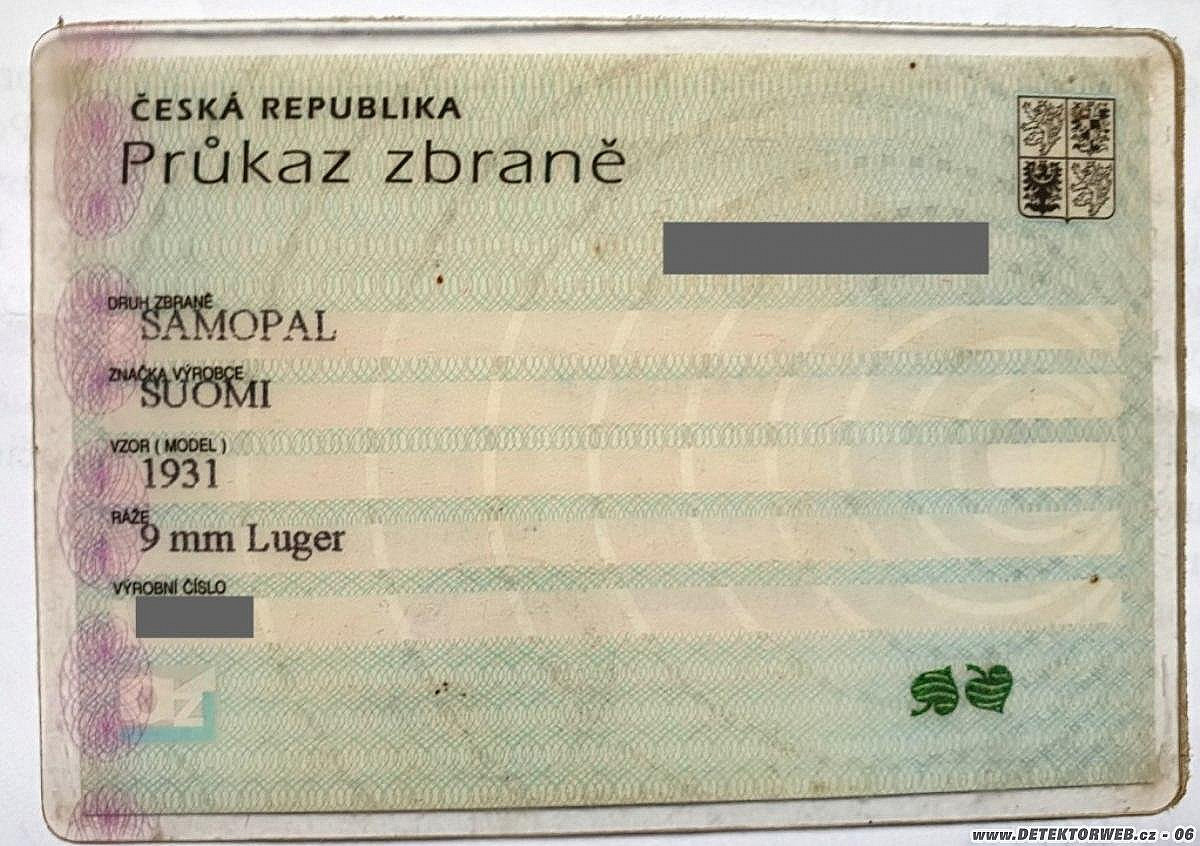 ČESKÁ REPUBLIKA
Průkaz zbraně
DRUH ZBRANĚ
SAMOPAL
ZNAČKA VÝROBCE
SUOMI
VZOR ( MODEL )
1931
RÁŽE
9 mm Luger
VÝROBNÍ ČÍSLO
www.DETEKTORWEB.cz - 06